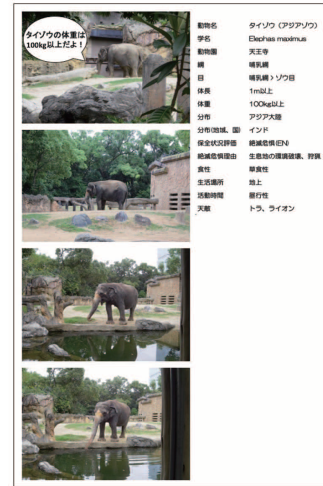 タイゾウの体重は
100kg以上だよ！
動物名 タイゾウ（アジアゾウ）
学名 Elephas maximus
動物園 天王寺
綱 哺乳綱
目 哺乳綱 > ゾウ目
体長 1m以上
体重 100kg以上
分布 アジア大陸
分布(地域、国) インド
保全状況評価 絶滅危惧(EN)
絶滅危惧理由 生息地の環境破壊、狩猟
食性 草食性
生活場所 地上
活動時間 昼行性
天敵 トラ、ライオン